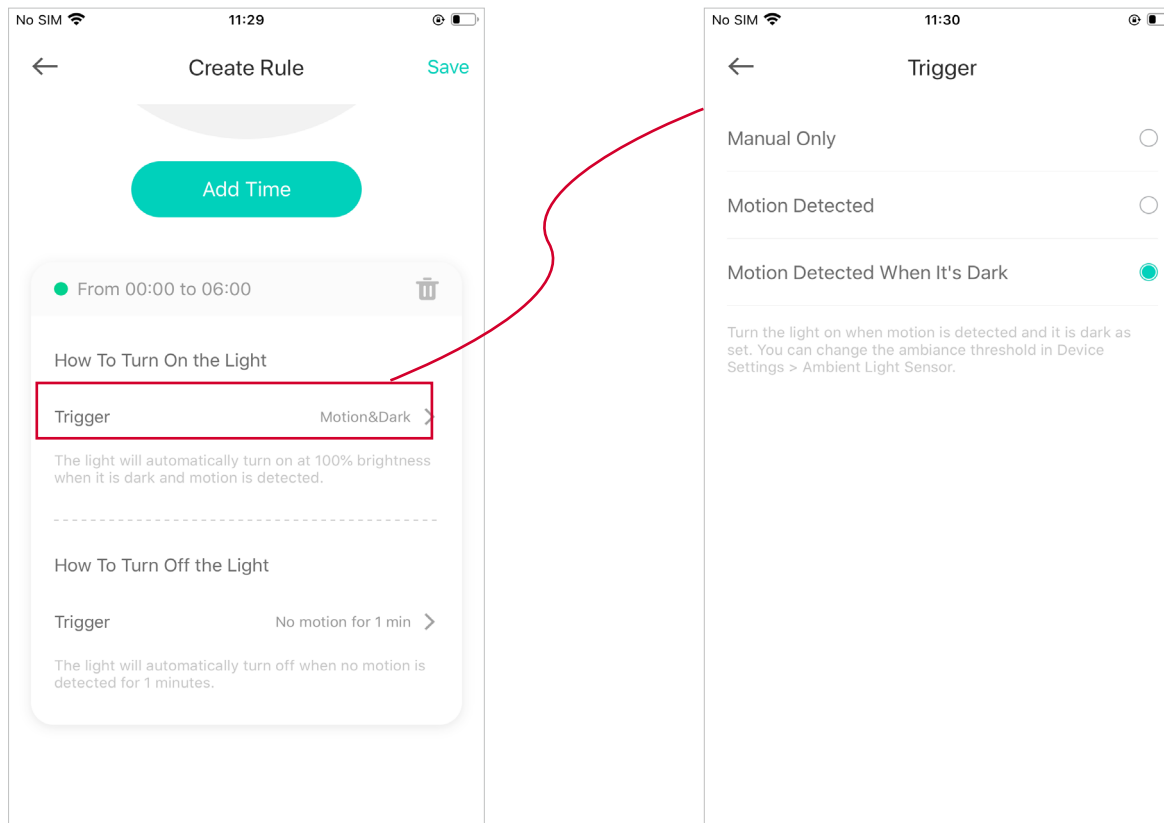 No SIM 11:29
Create Rule Save
Add Time
From 00:00 to 06:00
How To Turn On the Light
Trigger Motion&Dark
The light will automatically turn on at 100% brightness
when it is dark and motion is detected.
How To Turn Off the Light
Trigger No motion for 1 min
The light will automatically turn off when no motion is
detected for 1 minutes.
No SIM 11:30
Trigger
Manual Only
Motion Detected
Motion Detected When It's Dark
Turn the light on when motion is detected and it is dark as
set. You can change the ambiance threshold in Device
Settings > Ambient Light Sensor.